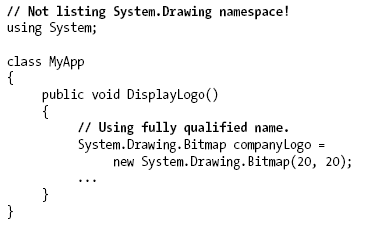 // Not listing System.Drawing namespace!
using System;
class MyApp
{
public void DisplayLogo()
{
// Using fully qualified name.
System.Drawing.Bitmap companyLogo =
new System.Drawing.Bitmap(20, 20);
...
}
}